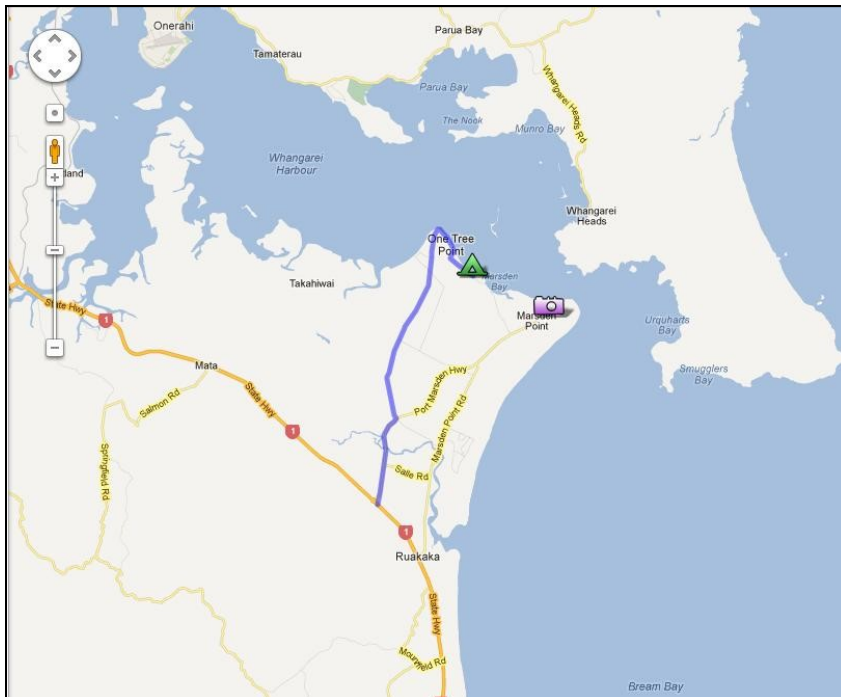 Onerahi
Tamaterau
Parua Bay
Parua Bay
The Nook
Munro Bay
Whangarei Heads Rd
Whangarei
Harbour
Whangarei
Heads
One Tree
Point
Marsden
Bay
Takahiwai
Marsden
Point
Urquharts
Bay
Smugglers
Bay
State Hwy
1
Mata
State Hwy
1
Salmon Rd
Springfield Rd
Port Marsden Hwy
Marsden Point Rd
Salle Rd
1
Ruakaka
State Hwy
Bream Bay